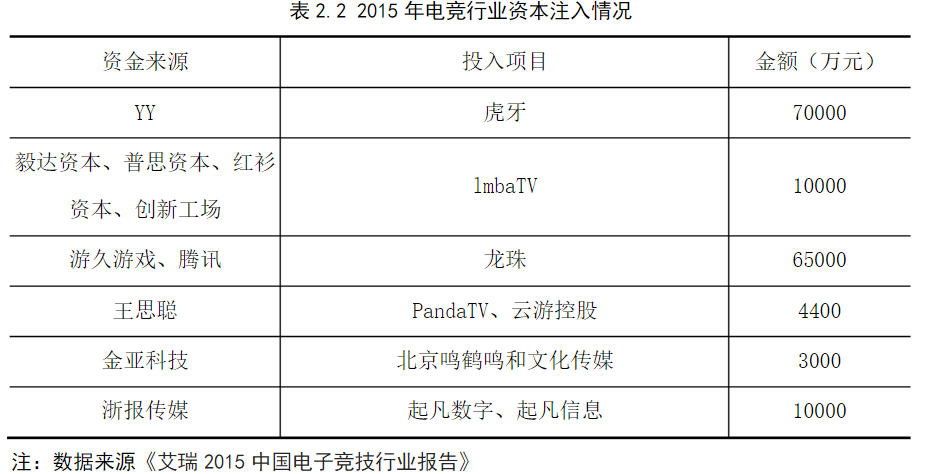 表 2.2 2015 年电竞行业资本注入情况
资金来源 投入项目 金额（万元）
YY 虎牙 70000
毅达资本、普思资本、红衫
资本、创新工场 lmbaTV 10000
游久游戏、腾讯 龙珠 65000
王思聪 PandaTV、云游控股 4400
金亚科技 北京鸣鹤鸣和文化传媒 3000
浙报传媒 起凡数字、起凡信息 10000
注：数据来源《艾瑞 2015 中国电子竞技行业报告》